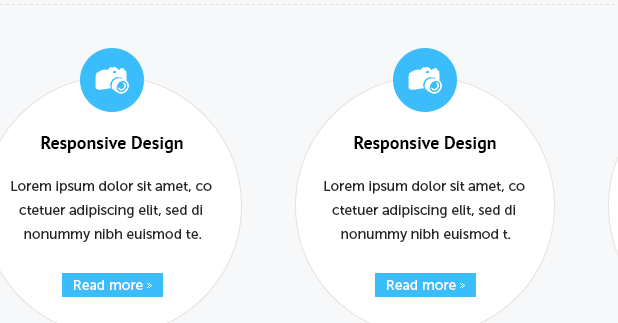 Responsive Design
Lorem ipsum dolor sit amet, co
ctetuer adipiscing elit, sed di
nonummy nibh euismod te.
Read more »
Responsive Design
Lorem ipsum dolor sit amet, co
ctetuer adipiscing elit, sed di
nonummy nibh euismod t.
Read more »